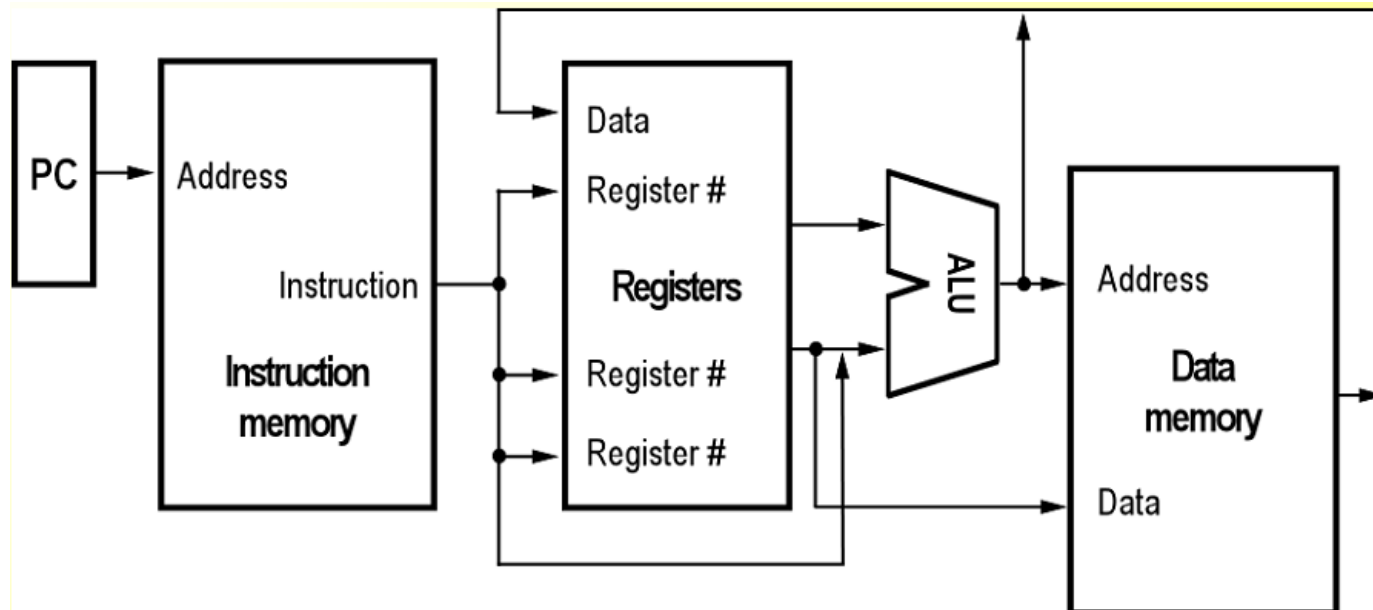 PC
Address
Instruction
Instruction
memory
Data
Register #
Registers
Register #
Register #
ALU
Address
Data
memory
Data